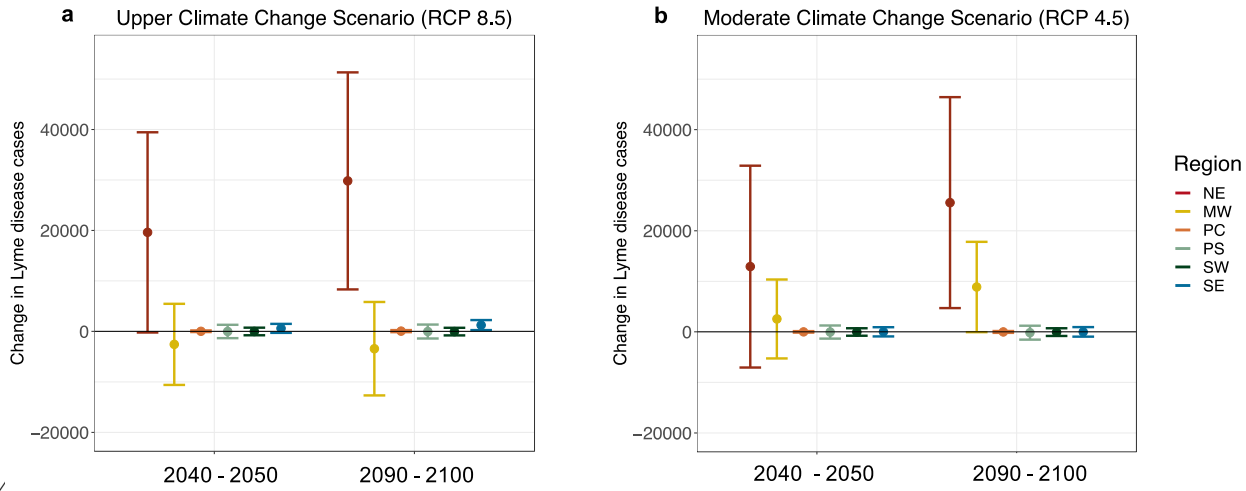 a Upper Climate Change Scenario (RCP 8.5)
Change in Lyme disease cases
40000
20000
0
−20000
2040 - 2050 2090 - 2100
b Moderate Climate Change Scenario (RCP 4.5)
Change in Lyme disease cases
40000
20000
0
−20000
2040 - 2050 2090 - 2100
Region
NE
MW
PC
PS
SW
SE